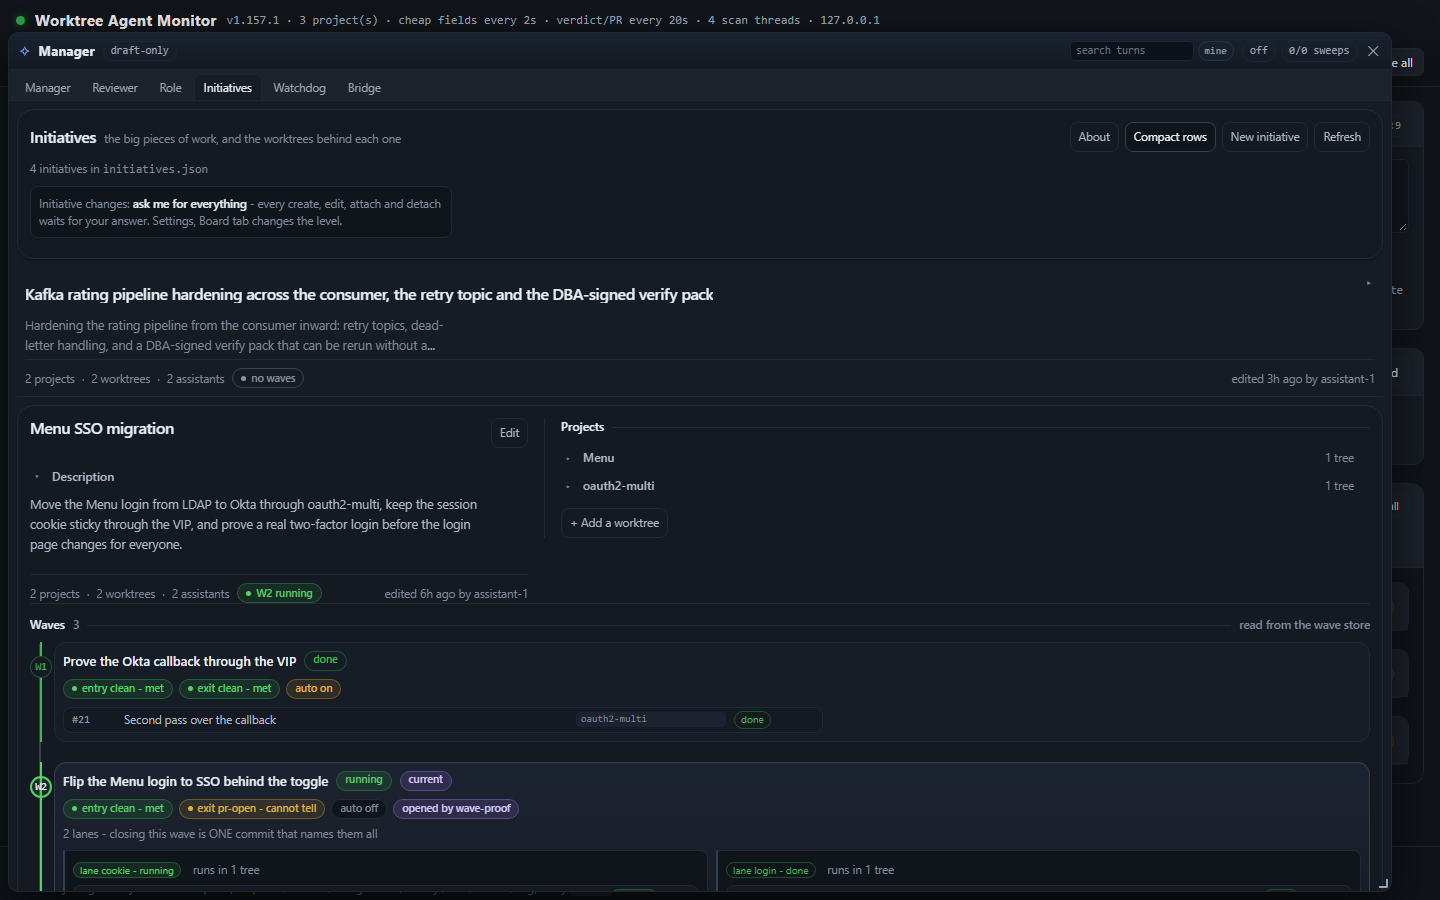 Worktree Agent Monitor v1.157.1 · 3 project(s) · cheap fields every 2s · verdict/PR every 20s · 4 scan threads · 127.0.0.1
Manager draft-only search turns mine off 0/0 sweeps
e all
Manager Reviewer Role Initiatives Watchdog Bridge
Initiatives the big pieces of work, and the worktrees behind each one About Compact rows New initiative Refresh
4 initiatives in initiatives.json
Initiative changes: ask me for everything - every create, edit, attach and detach
waits for your answer. Settings, Board tab changes the level.
Kafka rating pipeline hardening across the consumer, the retry topic and the DBA-signed verify pack
Hardening the rating pipeline from the consumer inward: retry topics, dead-
letter handling, and a DBA-signed verify pack that can be rerun without a...
2 projects · 2 worktrees · 2 assistants no waves edited 3h ago by assistant-1
Menu SSO migration Edit
Projects
Menu 1 tree
oauth2-multi 1 tree
+ Add a worktree
Description
Move the Menu login from LDAP to Okta through oauth2-multi, keep the session
cookie sticky through the VIP, and prove a real two-factor login before the login
page changes for everyone.
2 projects · 2 worktrees · 2 assistants W2 running edited 6h ago by assistant-1
Waves 3 read from the wave store
W1 Prove the Okta callback through the VIP done
entry clean - met exit clean - met auto on
#21 Second pass over the callback oauth2-multi done
W2 Flip the Menu login to SSO behind the toggle running current
entry clean - met exit pr-open - cannot tell auto off opened by wave-proof
2 lanes - closing this wave is ONE commit that names them all
lane cookie - running runs in 1 tree lane login - done runs in 1 tree